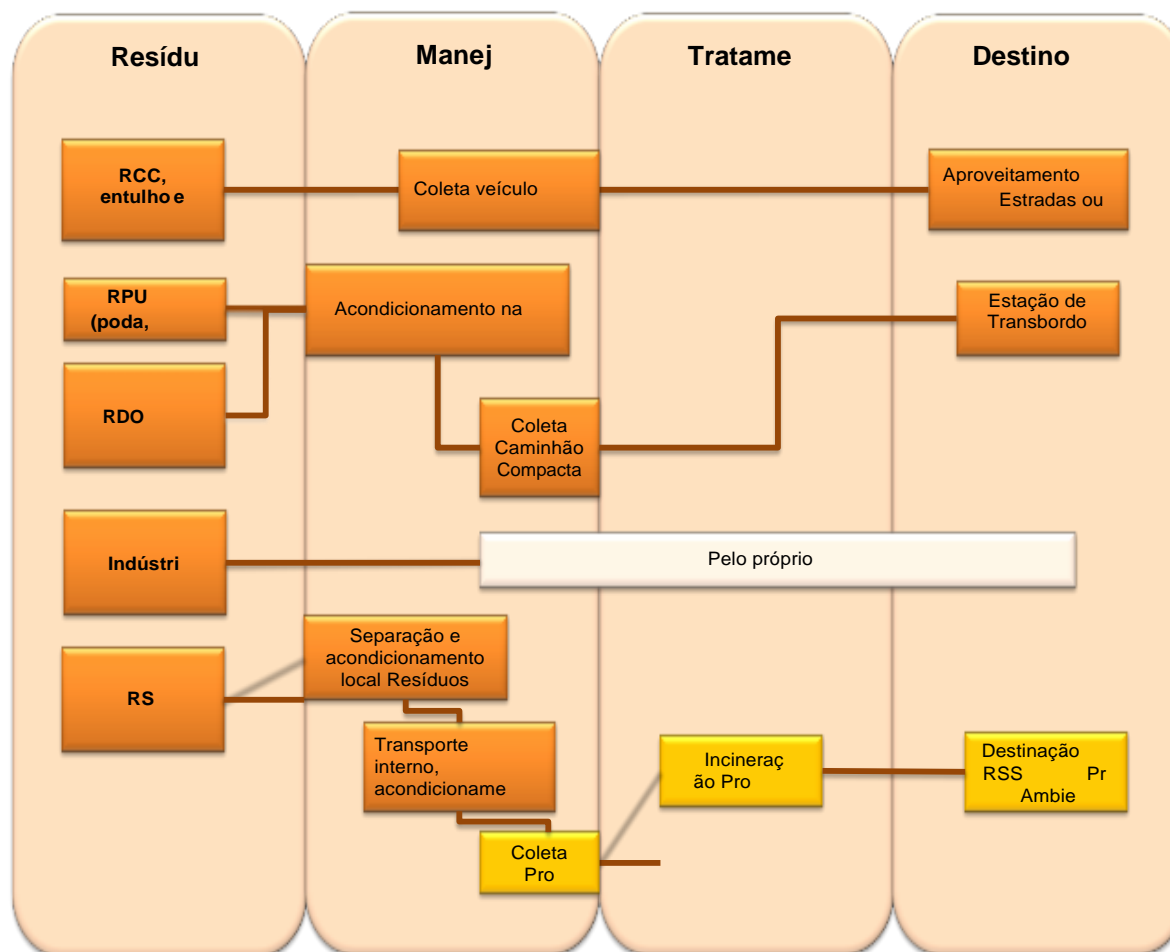 Resídu
Manej
Tratame
Destino
RCC,
entulho e
Coleta veículo
Aproveitamento
Estradas ou
RPU
(poda,
Acondicionamento na
Estação de
Transbordo
RDO
Coleta
Caminhão
Compacta
Indústri
Pelo próprio
RS
Separação e
acondicionamento
local Resíduos
Transporte
interno,
acondicioname
Coleta
Pro
Incineraç
ão Pro
Destinação
RSS Pr
Ambie